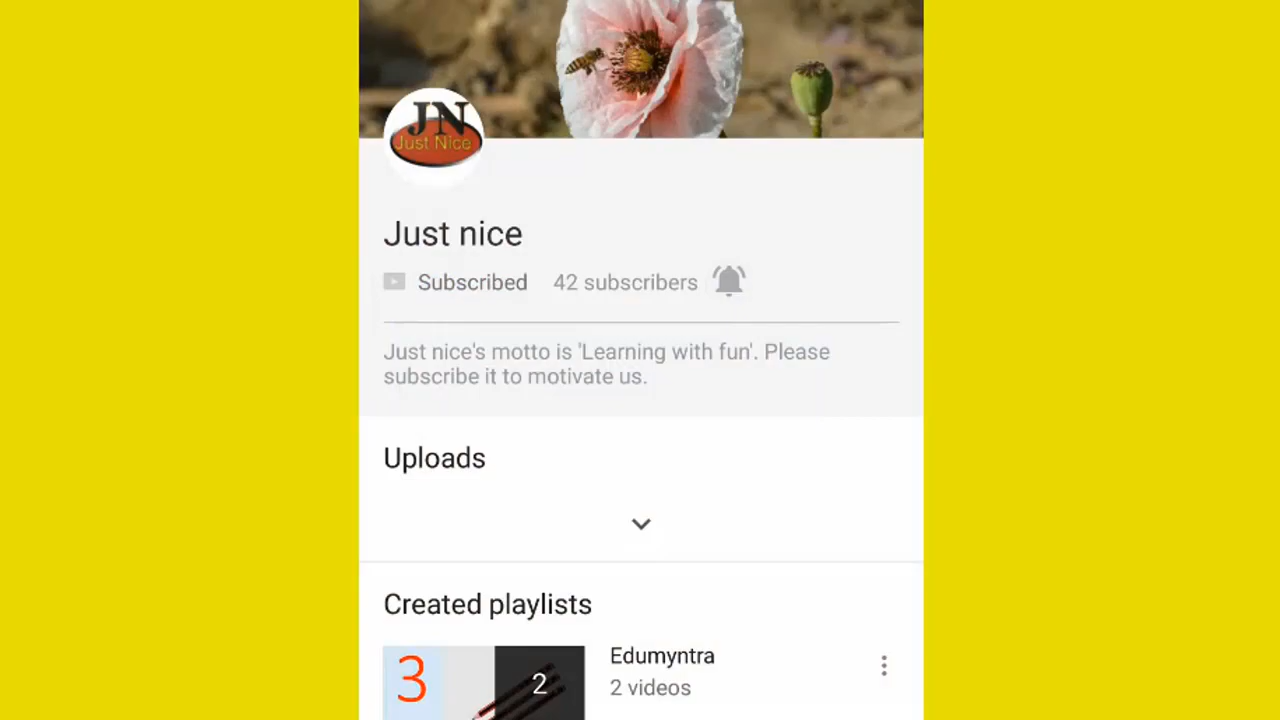 JN
Just Nice
Just nice
Subscribed 42 subscribers
Just nice's motto is 'Learning with fun'. Please
subscribe it to motivate us.
Uploads
Created playlists
3
2
Edumyntra
2 videos